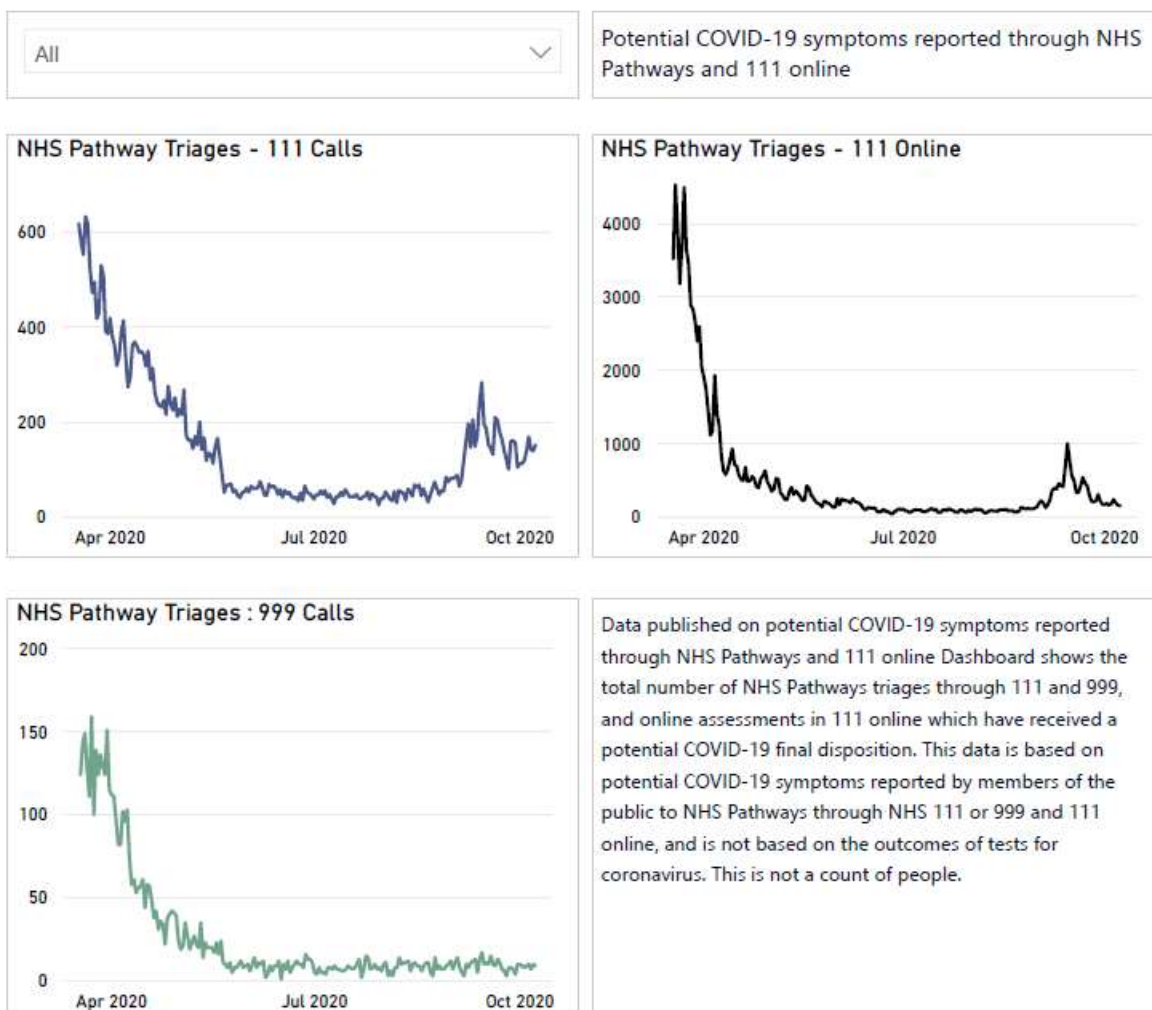 All
Potential COVID-19 symptoms reported through NHS
Pathways and 111 online
NHS Pathway Triages - 111 Calls
600
400
200
0
Apr 2020
Jul 2020
Oct 2020
NHS Pathway Triages - 111 Online
4000
3000
2000
1000
0
Apr 2020
Jul 2020
Oct 2020
NHS Pathway Triages : 999 Calls
200
150
100
50
0
Apr 2020
Jul 2020
Oct 2020
Data published on potential COVID-19 symptoms reported
through NHS Pathways and 111 online Dashboard shows the
total number of NHS Pathways triages through 111 and 999,
and online assessments in 111 online which have received a
potential COVID-19 final disposition. This data is based on
potential COVID-19 symptoms reported by members of the
public to NHS Pathways through NHS 111 or 999 and 111
online, and is not based on the outcomes of tests for
coronavirus. This is not a count of people.